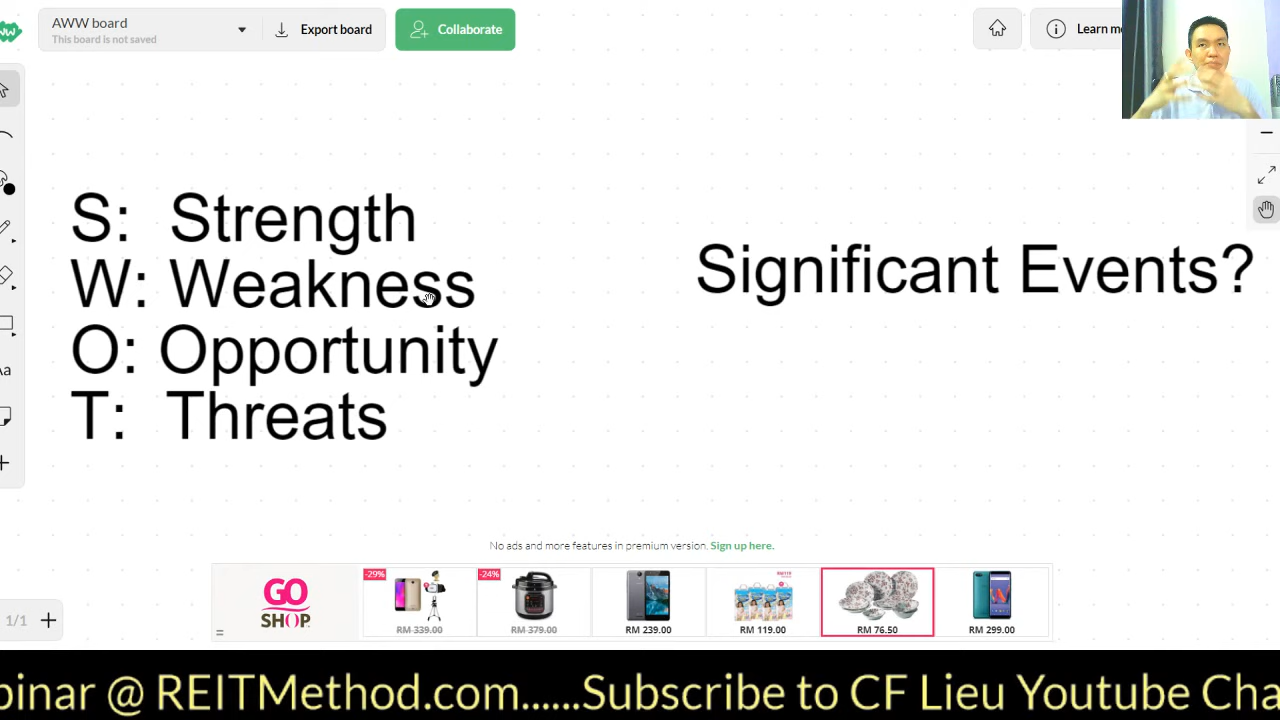 AWW board
This board is not saved
Export board
Collaborate
Learn
S: Strength
W: Weakness
O: Opportunity
T: Threats
Significant Events?
Aa
No ads and more features in premium version. Sign up here.
GO
SHOP
-29%
RM 339.00
-24%
RM 379.00
RM 239.00
RM 119.00
RM 76.50
RM 299.00
1/1
binar @ REITMethod.com......Subscribe to CF Lieu Youtube Cha